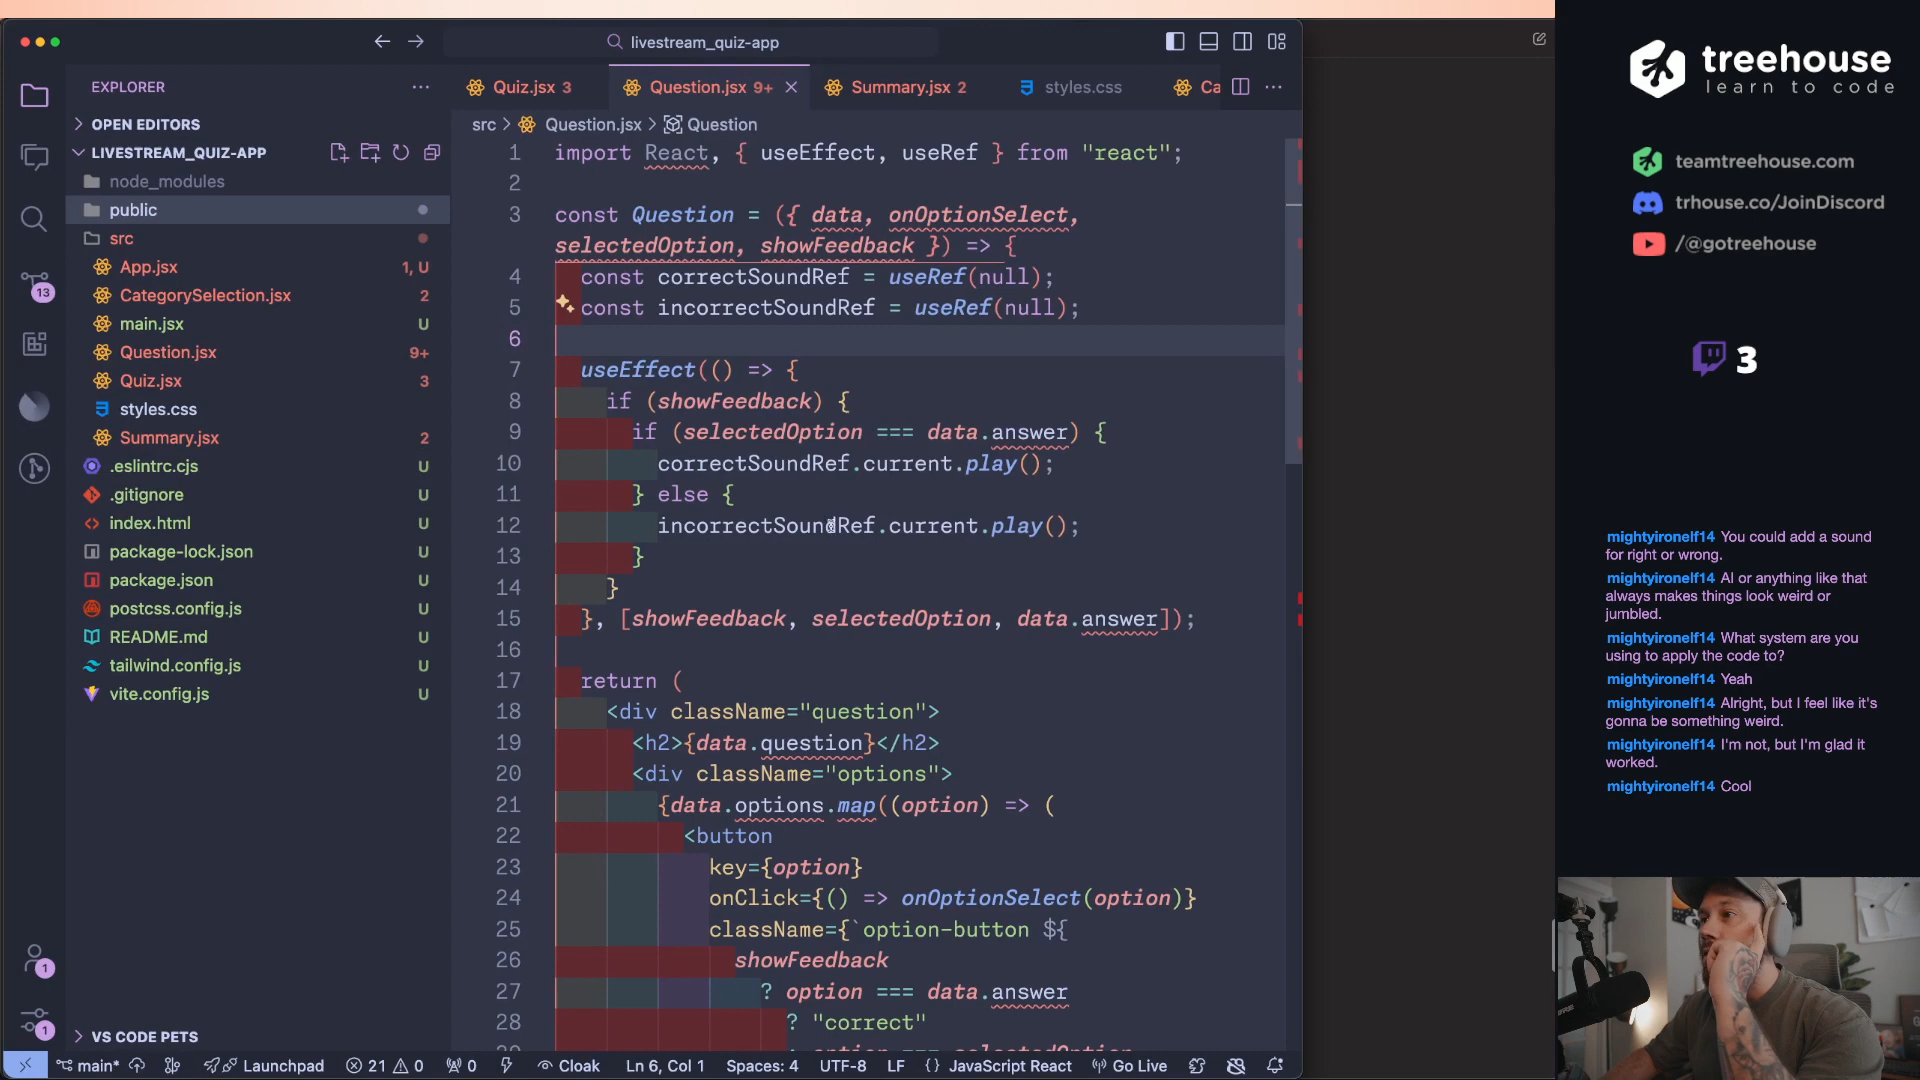 livestream_quiz-app
EXPLORER
OPEN EDITORS
LIVESTREAM_QUIZ-APP
node_modules
public
src
App.jsx 1, U
CategorySelection.jsx 2
main.jsx U
Question.jsx 9+
Quiz.jsx 3
styles.css
Summary.jsx 2
.eslintrc.cjs U
.gitignore U
index.html U
package-lock.json U
package.json U
postcss.config.js U
README.md U
tailwind.config.js U
vite.config.js U
VS CODE PETS
13
1
1
Quiz.jsx 3
Question.jsx 9+
Summary.jsx 2
styles.css
Ca
src > Question.jsx > Question
1 import React, { useEffect, useRef } from "react";
2
3 const Question = ({ data, onOptionSelect,
selectedOption, showFeedback }) => {
4 const correctSoundRef = useRef(null);
5 const incorrectSoundRef = useRef(null);
6
7 useEffect(() => {
8 if (showFeedback) {
9 if (selectedOption === data.answer) {
10 correctSoundRef.current.play();
11 } else {
12 incorrectSoundRef.current.play();
13 }
14 }
15 }, [showFeedback, selectedOption, data.answer]);
16
17 return (
18 <div className="question">
19 <h2>{data.question}</h2>
20 <div className="options">
21 {data.options.map((option) => (
22 <button
23 key={option}
24 onClick={() => onOptionSelect(option)}
25 className={`option-button ${
26 showFeedback
27 ? option === data.answer
28 ? "correct"
: option === selectedOption
main* Launchpad 21 0 0 Cloak Ln 6, Col 1 Spaces: 4 UTF-8 LF {} JavaScript React Go Live
treehouse
learn to code
teamtreehouse.com
trhouse.co/JoinDiscord
/@gotreehouse
3
mightyironelf14 You could add a sound
for right or wrong.
mightyironelf14 AI or anything like that
always makes things look weird or
jumbled.
mightyironelf14 What system are you
using to apply the code to?
mightyironelf14 Yeah
mightyironelf14 Alright, but I feel like it's
gonna be something weird.
mightyironelf14 I'm not, but I'm glad it
worked.
mightyironelf14 Cool